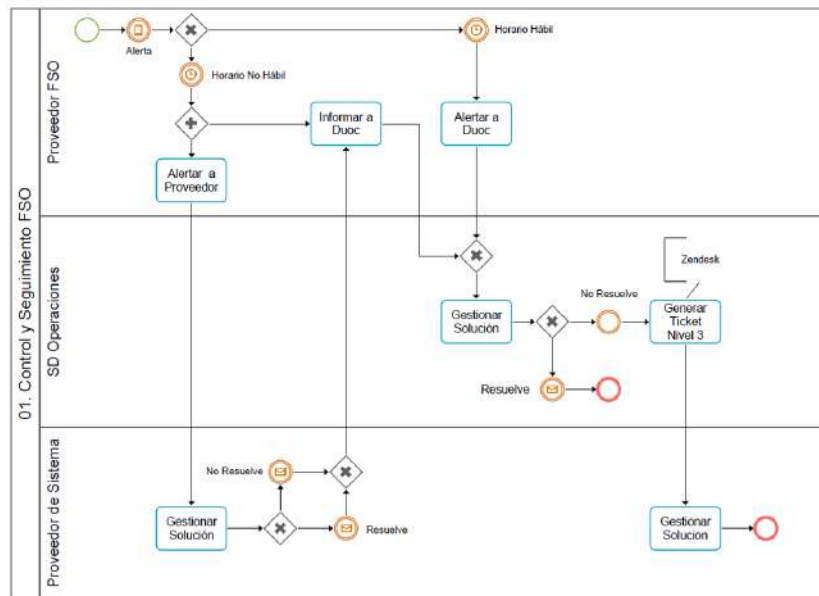 01. Control y Seguimiento FSO
Proveedor FSO
Alerta
Horario Hábil
Horario No Hábil
Informar a
Duoc
Alertar a
Duoc
Alertar a
Proveedor
SD Operaciones
Zendesk
No Resuelve
Gestionar
Solución
Generar
Ticket
Nivel 3
Resuelve
Proveedor de Sistema
No Resuelve
Gestionar
Solución
Resuelve
Gestionar
Solucion